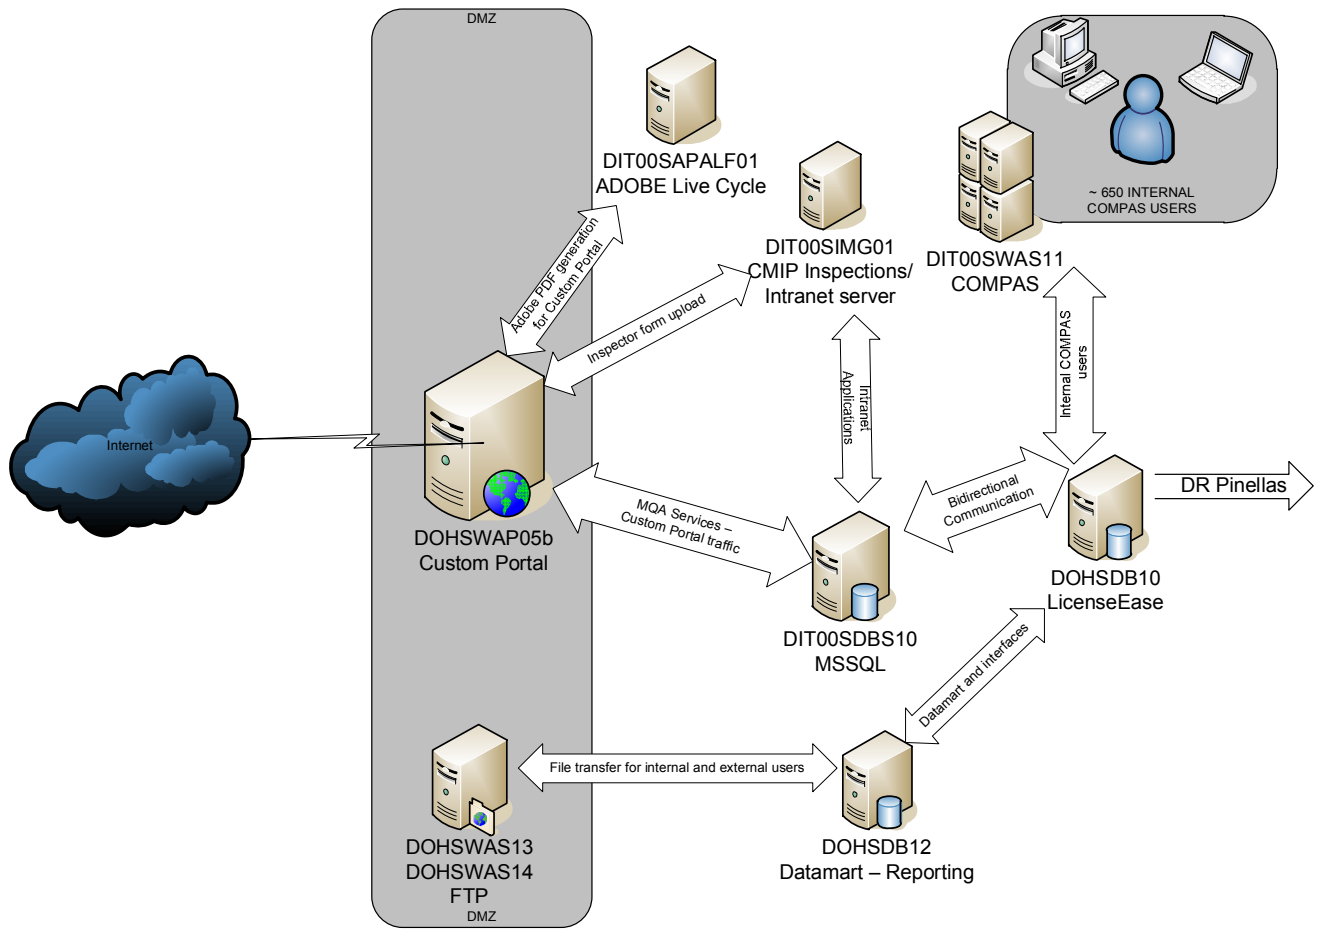 DMZ
DIT00SAPALF01
ADOBE Live Cycle
DIT00SIMG01
CMIP Inspections/
Intranet server
~ 650 INTERNAL
COMPAS USERS
DIT00SWAS11
COMPAS
Adobe PDF generation
for Custom Portal
Inspector form upload
Intranet
Applications
Internal COMPAS
users
Internet
DOHSWAP05b
Custom Portal
MQA Services –
Custom Portal traffic
Bidirectional
Communication
DR Pinellas
DIT00SDBS10
MSSQL
DOHSDB10
LicenseEase
Datamart and interfaces
File transfer for internal and external users
DOHSWAS13
DOHSWAS14
FTP
DOHSDB12
Datamart – Reporting
DMZ